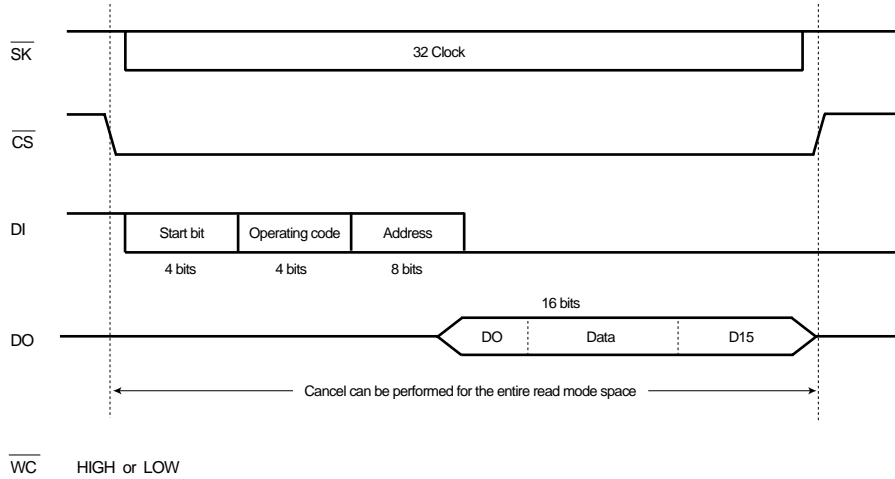 SK
32 Clock
CS
DI
Start bit
Operating code
Address
4 bits
4 bits
8 bits
16 bits
DO
DO
Data
D15
Cancel can be performed for the entire read mode space
WC HIGH or LOW